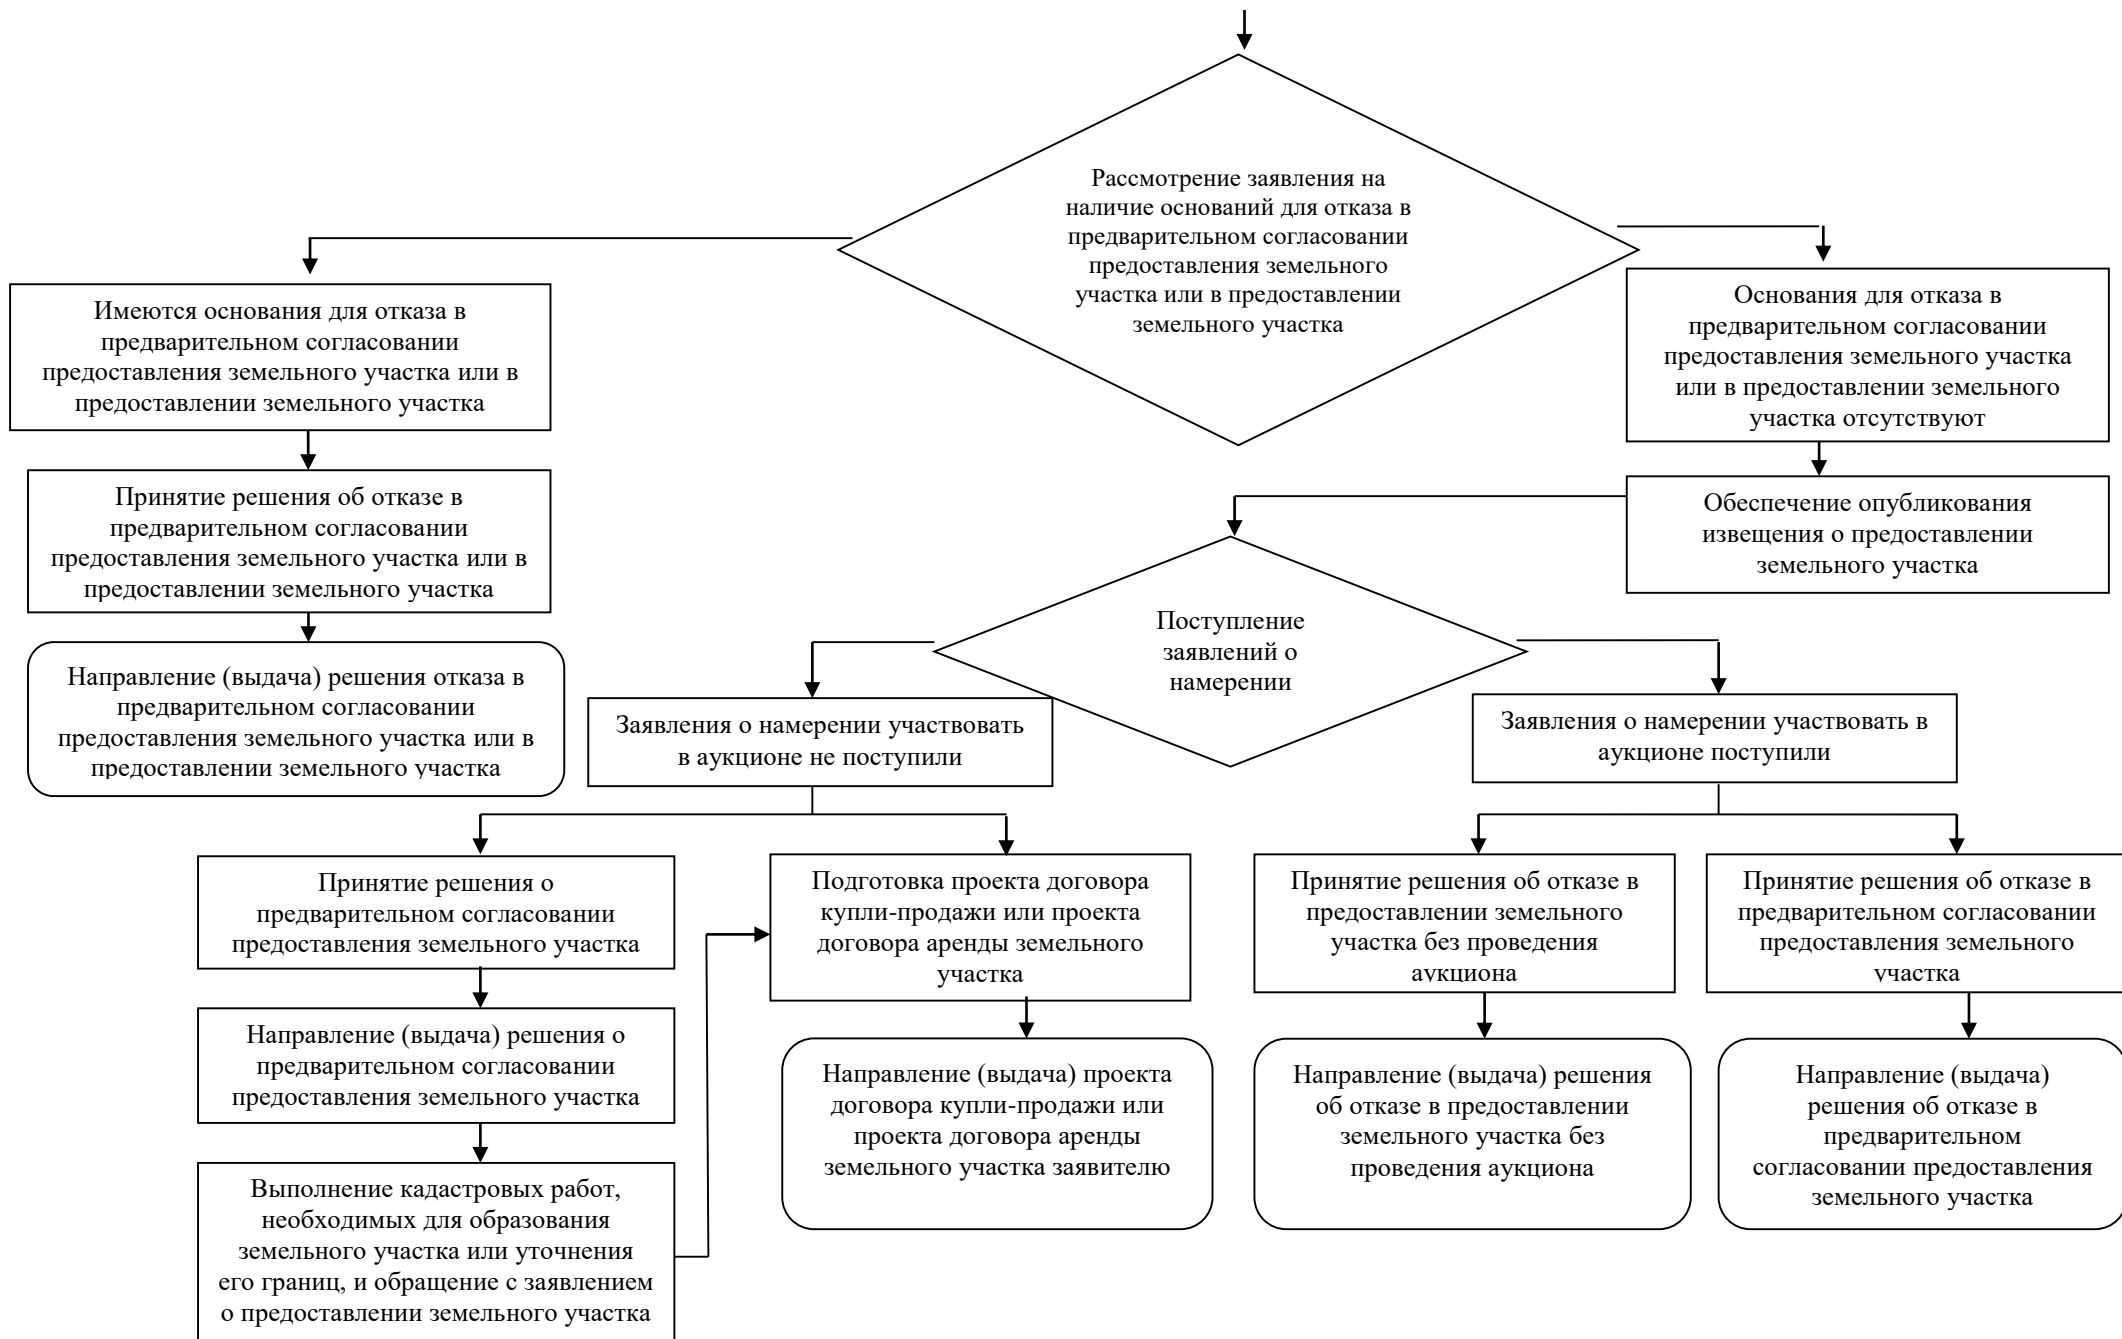 Рассмотрение заявления на
наличие оснований для отказа в
предварительном согласовании
предоставления земельного
участка или в предоставлении
земельного участка
Имеются основания для отказа в
предварительном согласовании
предоставления земельного участка или в
предоставлении земельного участка
Основания для отказа в
предварительном согласовании
предоставления земельного участка
или в предоставлении земельного
участка отсутствуют
Принятие решения об отказе в
предварительном согласовании
предоставления земельного участка или в
предоставлении земельного участка
Обеспечение опубликования
извещения о предоставлении
земельного участка
Направление (выдача) решения отказа в
предварительном согласовании
предоставления земельного участка или в
предоставлении земельного участка
Поступление
заявлений о
намерении
Заявления о намерении участвовать
в аукционе не поступили
Заявления о намерении участвовать в
аукционе поступили
Принятие решения о
предварительном согласовании
предоставления земельного участка
Подготовка проекта договора
купли-продажи или проекта
договора аренды земельного
участка
Принятие решения об отказе в
предоставлении земельного
участка без проведения
аукциона
Принятие решения об отказе в
предварительном согласовании
предоставления земельного
участка
Направление (выдача) решения о
предварительном согласовании
предоставления земельного участка
Направление (выдача) проекта
договора купли-продажи или
проекта договора аренды
земельного участка заявителю
Направление (выдача) решения
об отказе в предоставлении
земельного участка без
проведения аукциона
Направление (выдача)
решения об отказе в
предварительном
согласовании предоставления
земельного участка
Выполнение кадастровых работ,
необходимых для образования
земельного участка или уточнения
его границ, и обращение с заявлением
о предоставлении земельного участка